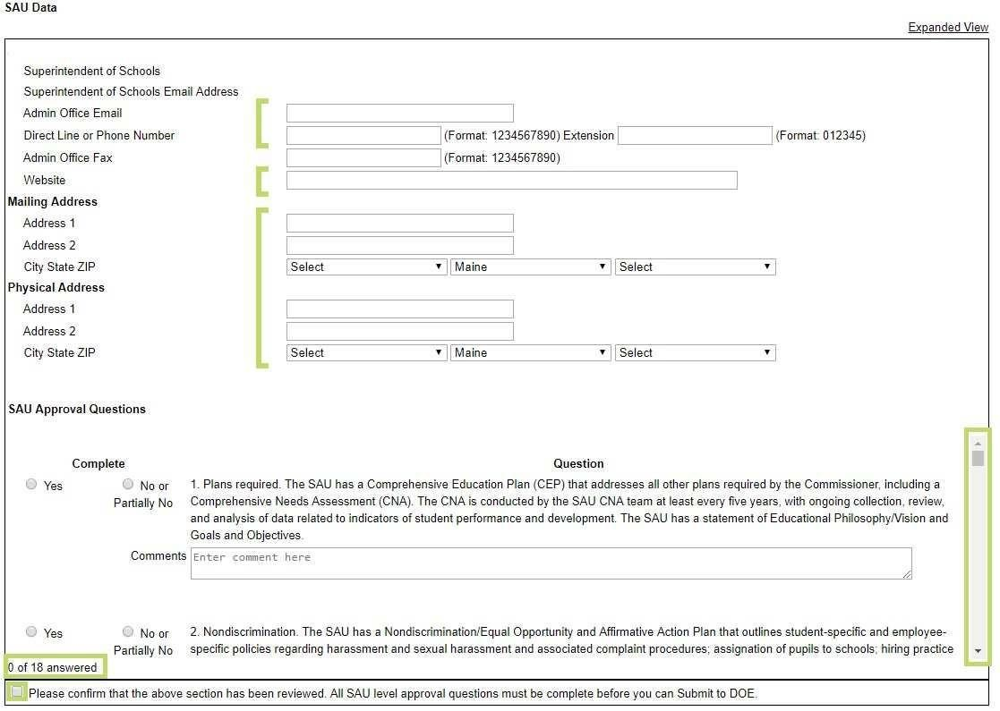 SAU Data
Expanded View
Superintendent of Schools
Superintendent of Schools Email Address
Admin Office Email
Direct Line or Phone Number (Format: 1234567890) Extension (Format: 012345)
Admin Office Fax (Format: 1234567890)
Website
Mailing Address
Address 1
Address 2
City State ZIP Select Maine Select
Physical Address
Address 1
Address 2
City State ZIP Select Maine Select
SAU Approval Questions
Complete Question
Yes No or Partially No
1. Plans required. The SAU has a Comprehensive Education Plan (CEP) that addresses all other plans required by the Commissioner, including a
Comprehensive Needs Assessment (CNA). The CNA is conducted by the SAU CNA team at least every five years, with ongoing collection, review,
and analysis of data related to indicators of student performance and development. The SAU has a statement of Educational Philosophy/Vision and
Goals and Objectives.
Comments Enter comment here
Yes No or Partially No
2. Nondiscrimination. The SAU has a Nondiscrimination/Equal Opportunity and Affirmative Action Plan that outlines student-specific and employee-
specific policies regarding harassment and sexual harassment and associated complaint procedures; assignment of pupils to schools; hiring practice
0 of 18 answered
Please confirm that the above section has been reviewed. All SAU level approval questions must be complete before you can Submit to DOE.